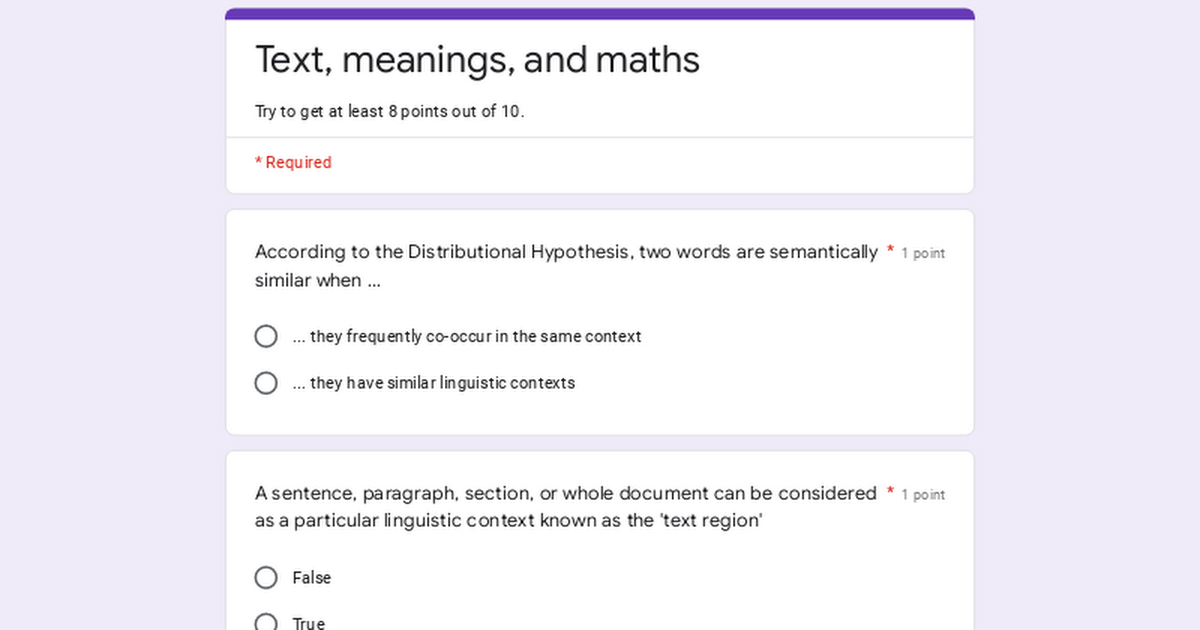 Text, meanings, and maths
Try to get at least 8 points out of 10.
* Required
According to the Distributional Hypothesis, two words are semantically * 1 point
similar when ...
... they frequently co-occur in the same context
... they have similar linguistic contexts
A sentence, paragraph, section, or whole document can be considered * 1 point
as a particular linguistic context known as the 'text region'
False
True